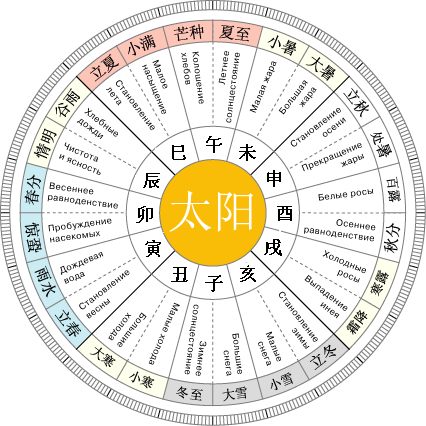 太阳
午
未
申
酉
戌
亥
子
丑
寅
卯
辰
巳
夏至
Летнее
солнцестояние
小暑
Малая жара
大暑
Большая
жара
立秋
Становление
осени
处暑
Прекращение
жары
百露
Белые росы
秋分
Осеннее
равноденствие
寒露
Холодные
росы
霜降
Выпадение
инея
立冬
Становление
зимы
小雪
Малые
снега
大雪
Большие
снега
冬至
Зимнее
солнцестояние
小寒
Малые холода
大寒
Большие
холода
立春
Становление
весны
雨水
Дождевая
вода
惊蛰
Пробуждение
насекомых
春分
Весеннее
равноденствие
情明
Чистота
и ясность
谷雨
Хлебные
дожди
立夏
Становление
лета
小满
Малое
насыщение
芒种
Колошение
хлебов